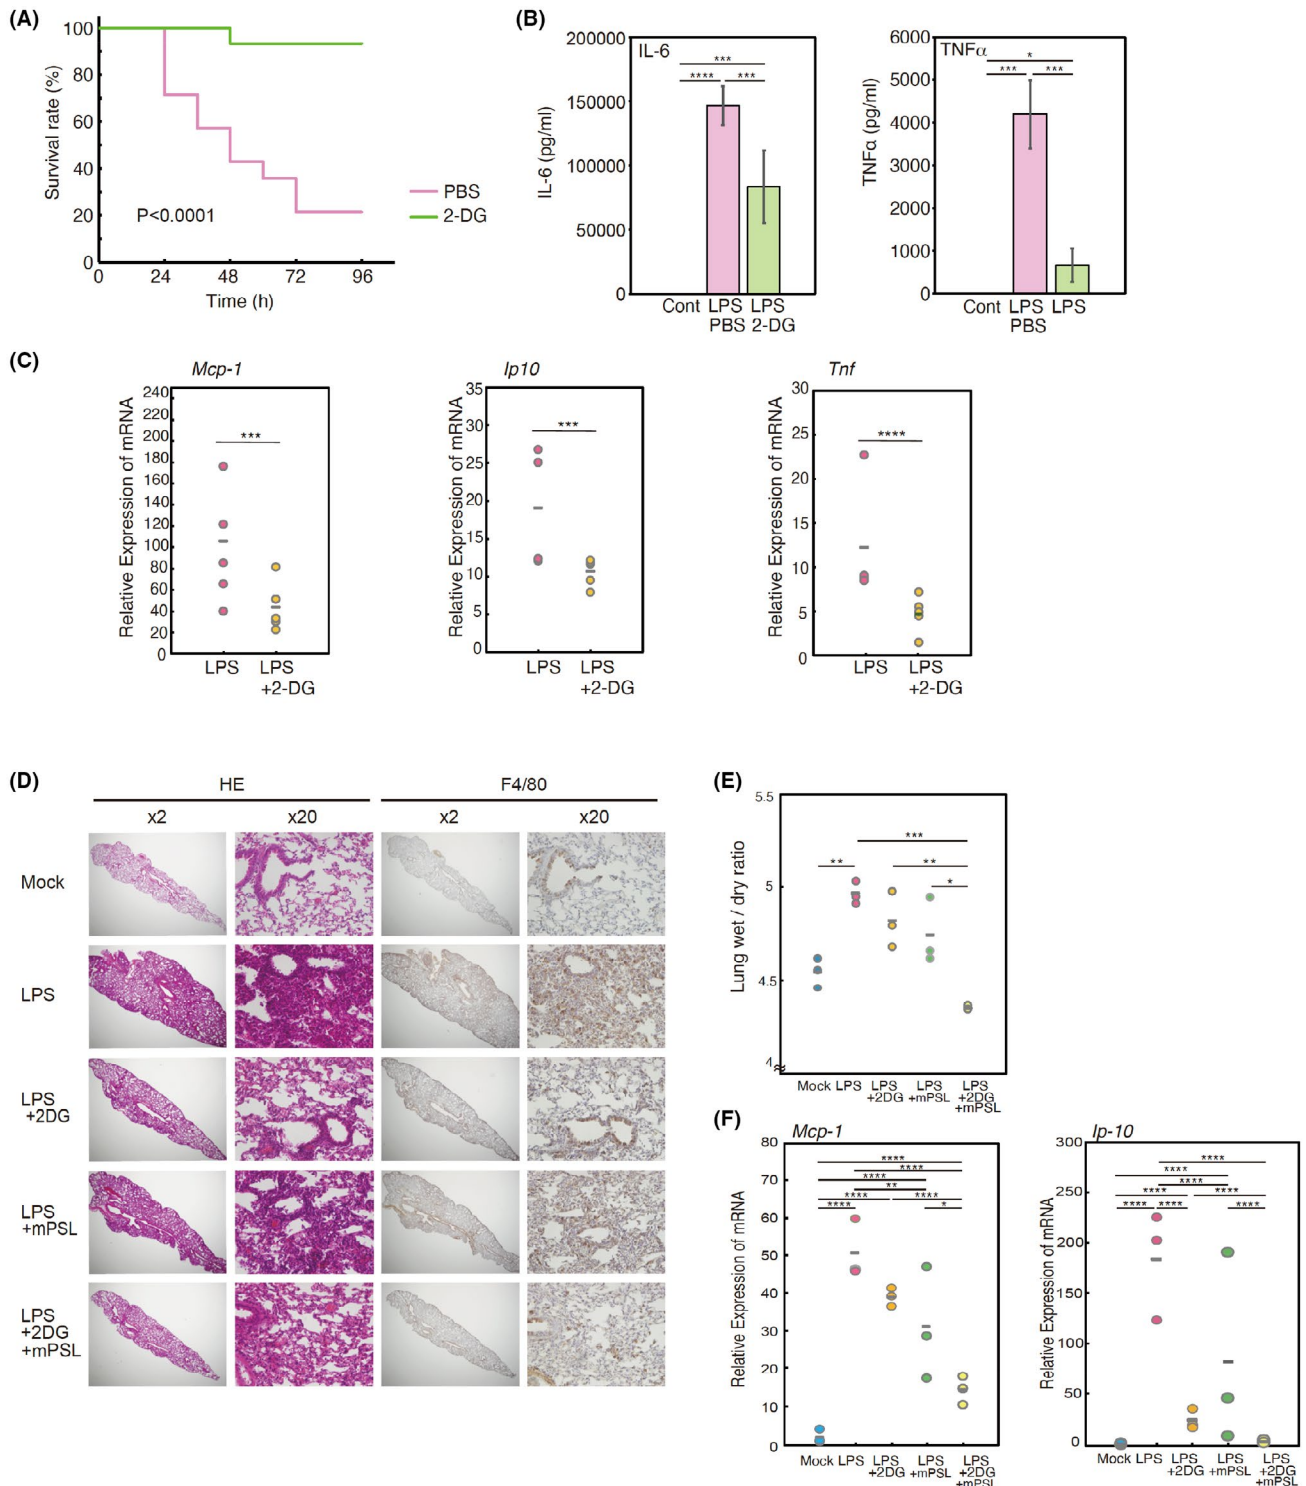 (A)
100
80
60
40
20
0
Survival rate (%)
P<0.0001
0 24 48 72 96
Time (h)
PBS
2-DG
(B)
IL-6
200000
150000
100000
50000
0
IL-6 (pg/ml)
***
**** ***
Cont LPS LPS
PBS 2-DG
TNFα
6000
5000
4000
3000
2000
1000
0
TNFα (pg/ml)
*
*** ***
Cont LPS LPS
PBS
(C)
Mcp-1
240
220
200
180
160
140
120
100
80
60
40
20
0
Relative Expression of mRNA
***
LPS LPS
+2-DG
Ip10
35
30
25
20
15
10
5
0
Relative Expression of mRNA
***
LPS LPS
+2-DG
Tnf
30
25
20
15
10
5
0
Relative Expression of mRNA
****
LPS LPS
+2-DG
(D)
HE F4/80
x2 x20 x2 x20
Mock
LPS
LPS
+2DG
LPS
+mPSL
LPS
+2DG
+mPSL
(E)
5.5
5
4.5
4
Lung wet / dry ratio
***
** **
*
Mock LPS LPS LPS LPS
+2DG +mPSL +2DG
+mPSL
(F)
Mcp-1
80
70
60
50
40
30
20
10
0
Relative Expression of mRNA
****
****
****
**
**** ****
**** *
Mock LPS LPS LPS LPS
+2DG +mPSL +2DG
+mPSL
Ip-10
300
250
200
150
100
50
0
Relative Expression of mRNA
****
****
****
**** ****
**** **** ****
Mock LPS LPS LPS LPS
+2DG +mPSL +2DG
+mPSL